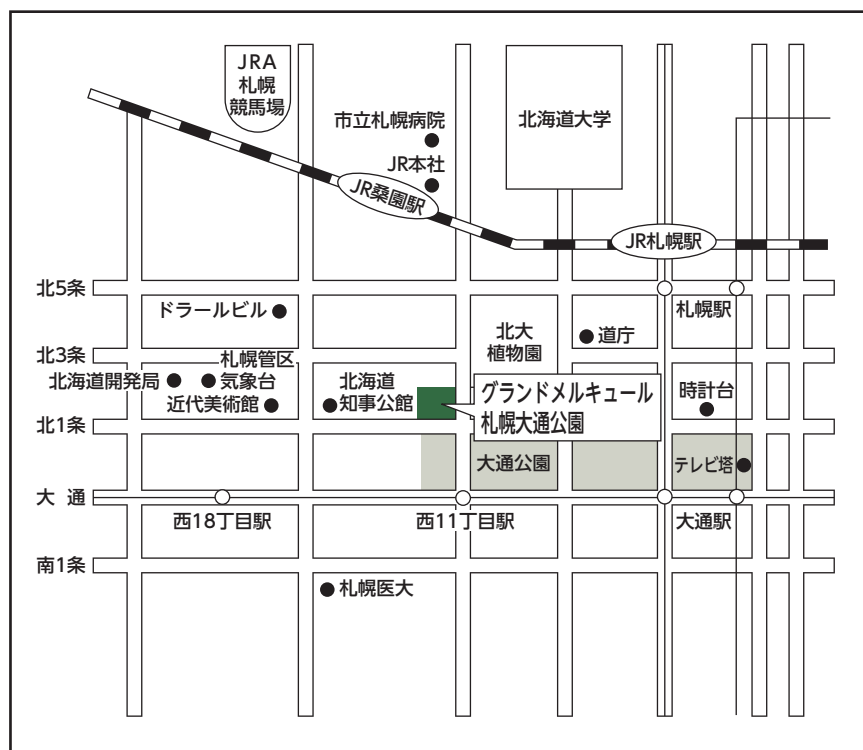 JRA
札幌
競馬場
市立札幌病院
北海道大学
JR本社
JR桑園駅
JR札幌駅
北5条
ドラールビル
札幌駅
北大
植物園
道庁
北3条
札幌管区
気象台
北海道開発局
近代美術館
北海道
知事公館
グランドメルキュール
札幌大通公園
時計台
北1条
大通公園
テレビ塔
大 通
西18丁目駅
西11丁目駅
大通駅
南1条
札幌医大